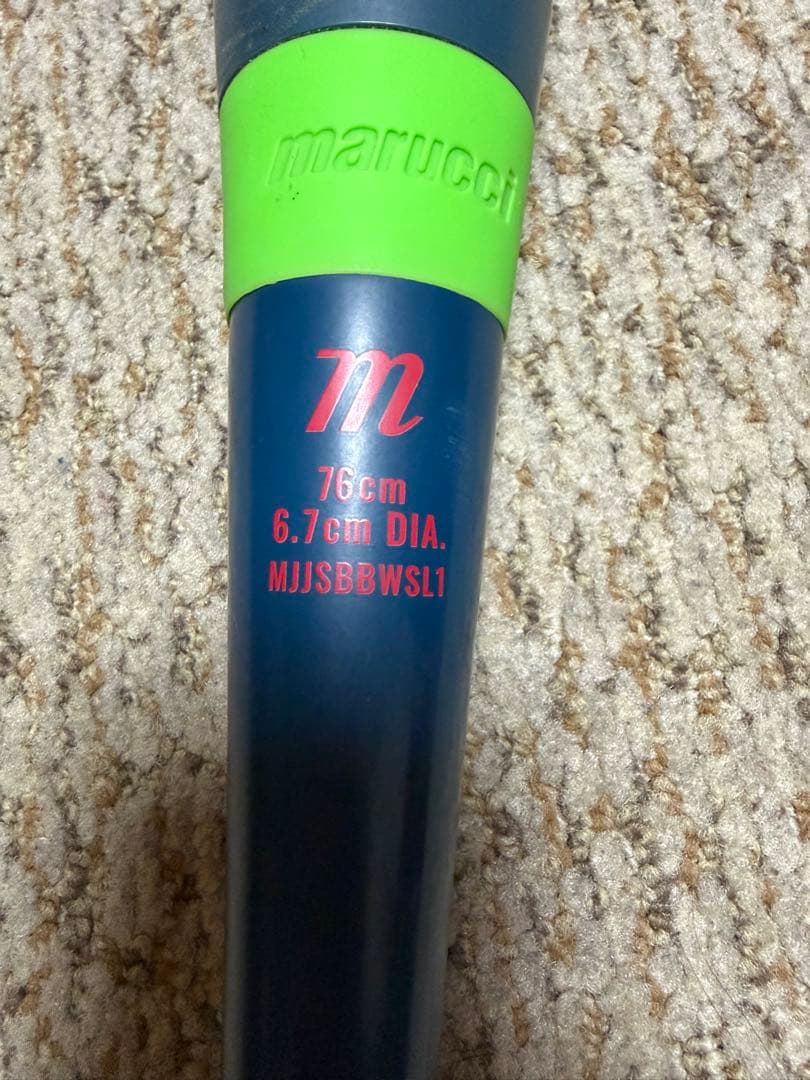 marucci
m
76cm
6.7cm DIA.
MJJSBBWSL1